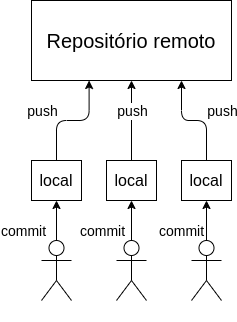 Repositório remoto
push push push
local local local
commit commit commit